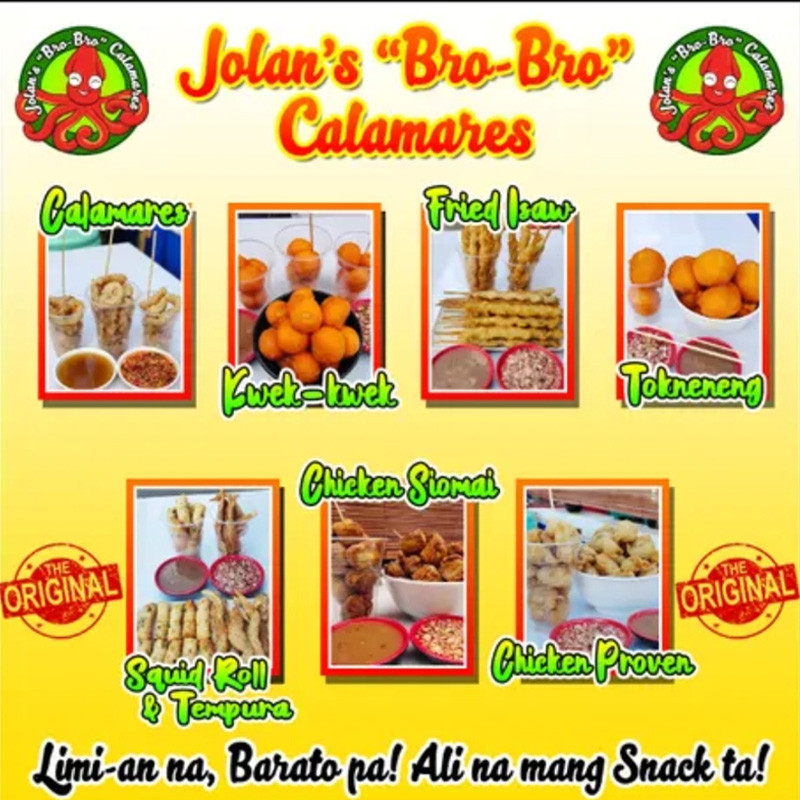 Jolan's "Bro-Bro" Calamares
Jolan's "Bro-Bro"
Calamares
Jolan's "Bro-Bro" Calamares
Calamares
Kwek-kwek
Fried Isaw
Tokneneng
Squid Roll
& Tempura
Chicken Siomai
Chicken Proven
THE
ORIGINAL
THE
ORIGINAL
Limi-an na, Barato pa! Ali na mang Snack ta!